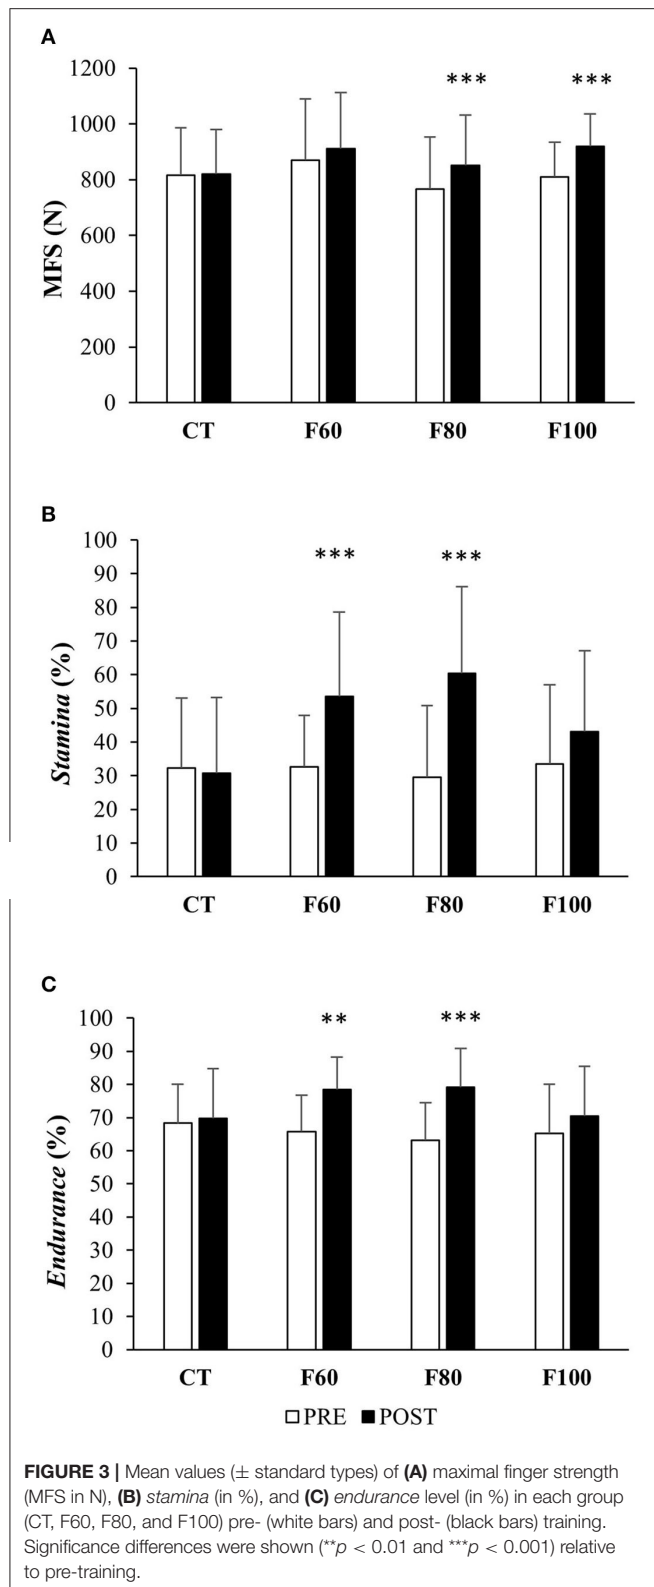 A
MFS (N)
1200
1000
800
600
400
200
0
*** ***
CT F60 F80 F100
B
Stamina (%)
100
90
80
70
60
50
40
30
20
10
0
*** ***
CT F60 F80 F100
C
Endurance (%)
100
90
80
70
60
50
40
30
20
10
0
** ***
CT F60 F80 F100
PRE POST
FIGURE 3 | Mean values (± standard types) of (A) maximal finger strength
(MFS in N), (B) stamina (in %), and (C) endurance level (in %) in each group
(CT, F60, F80, and F100) pre- (white bars) and post- (black bars) training.
Significance differences were shown (**p < 0.01 and ***p < 0.001) relative
to pre-training.